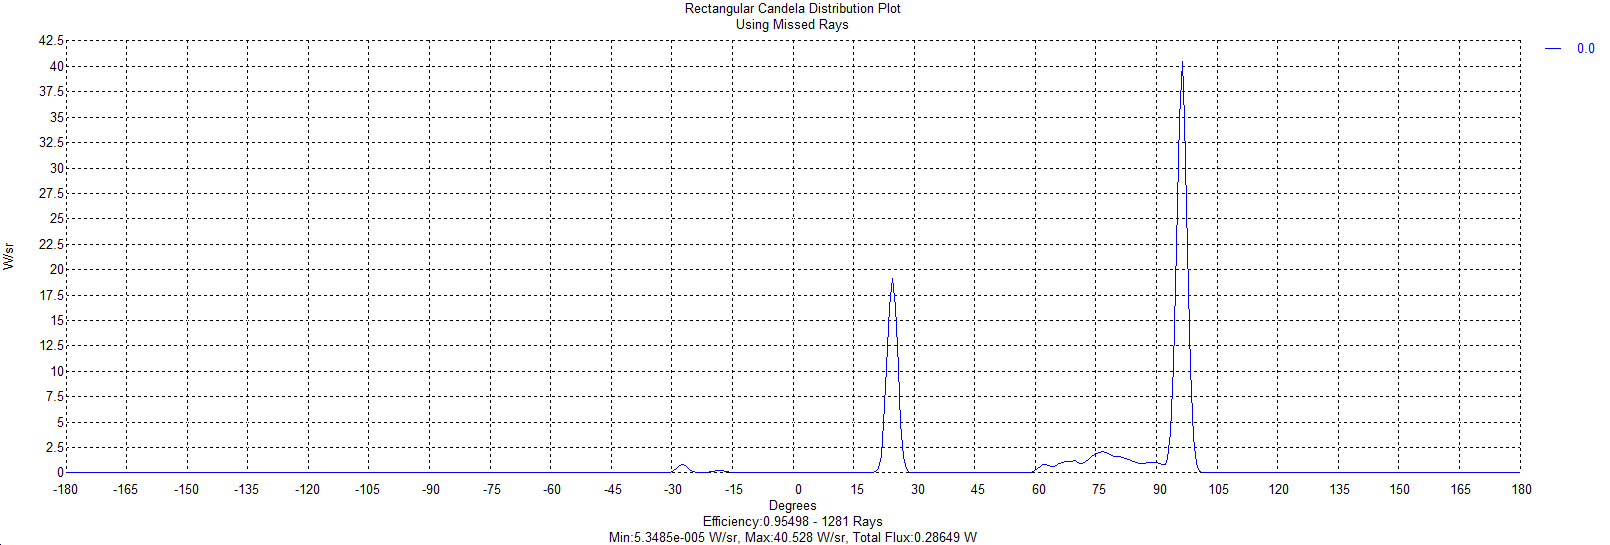 Rectangular Candela Distribution Plot
Using Missed Rays
0.0
42.5
40
37.5
35
32.5
30
27.5
25
22.5
20
17.5
15
12.5
10
7.5
5
2.5
0
W/sr
-180 -165 -150 -135 -120 -105 -90 -75 -60 -45 -30 -15 0 15 30 45 60 75 90 105 120 135 150 165 180
Degrees
Efficiency:0.95498 - 1281 Rays
Min:5.3485e-005 W/sr, Max:40.528 W/sr, Total Flux:0.28649 W